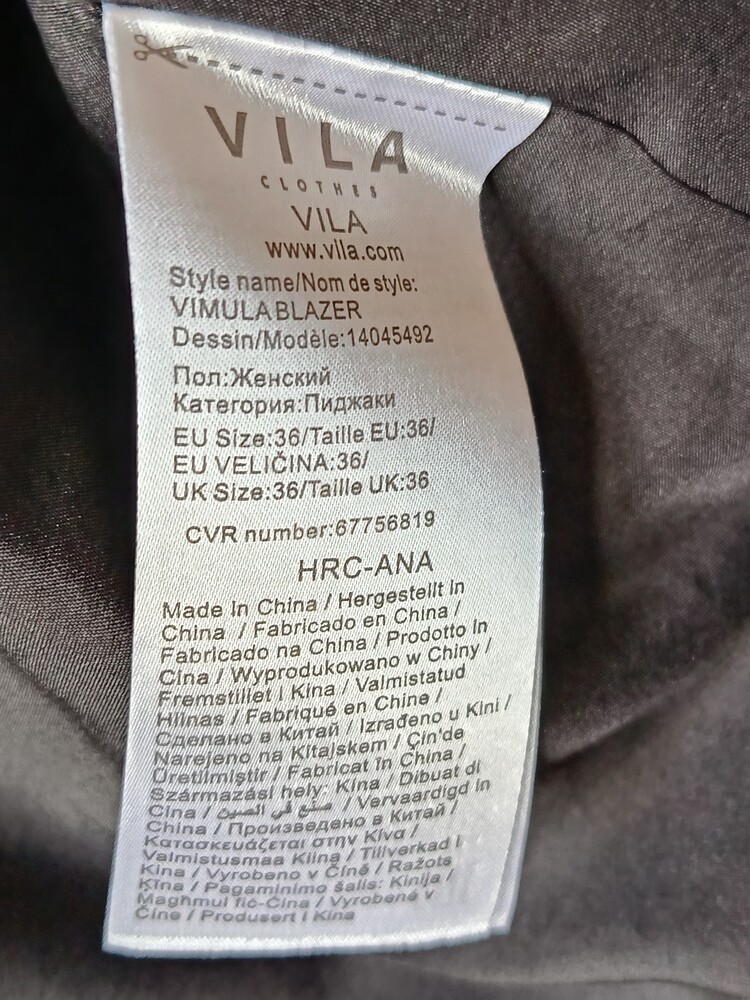 VILA
CLOTHES
VILA
www.vila.com
Style name/Nom de style:
VIMULABLAZER
Dessin/Modèle:14045492
Пол:Женский
Категория:Пиджаки
EU Size:36/Taille EU:36/
EU VELIČINA:36/
UK Size:36/Taille UK:36
CVR number:67756819
HRC-ANA
Made in China / Hergestellt in
China / Fabricado en China /
Fabricado na China / Prodotto in
Cina / Wyprodukowano w Chiny /
Fremstillet i Kina / Valmistatud
Hiinas / Fabriqué en Chine /
Сделано в Китай / Izrađeno u Kini /
Narejeno na Kitajskem / Çin'de
Üretilmiştir / Fabricat în China /
Származási hely: Kína / Dibuat di
Cina / صنع في الصين / Vervaardigd in
China / Произведено в Китай /
Κατασκευάζεται στην Κίνα /
Valmistusmaa Kiina / Tillverkad i
Kina / Vyrobeno v Číně / Ražots
Ķīna / Pagaminimo šalis: Kinija /
Magħmul fiċ-Ċina / Vyrobené v
Číne / Produsert i Kina